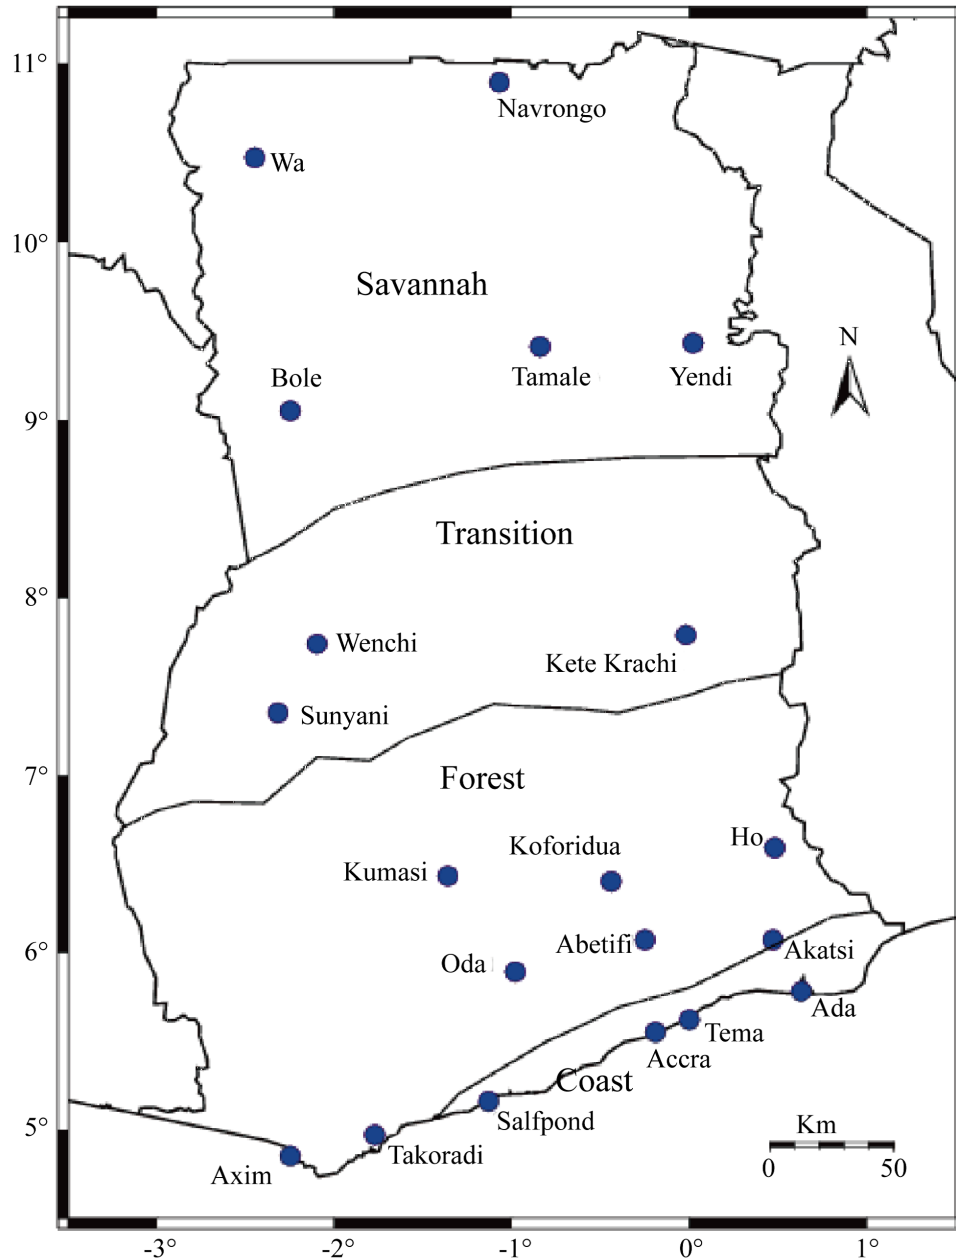 11°
Navrongo
Wa
10°
Savannah
N
Bole
Tamale
Yendi
9°
Transition
8°
Wenchi
Kete Krachi
Sunyani
7°
Forest
Koforidua
Ho
Kumasi
Abetifi
Akatsi
6°
Oda
Ada
Tema
Accra
Coast
Salfpond
5°
Km
Takoradi
Axim
0 50
-3° -2° -1° 0° 1°